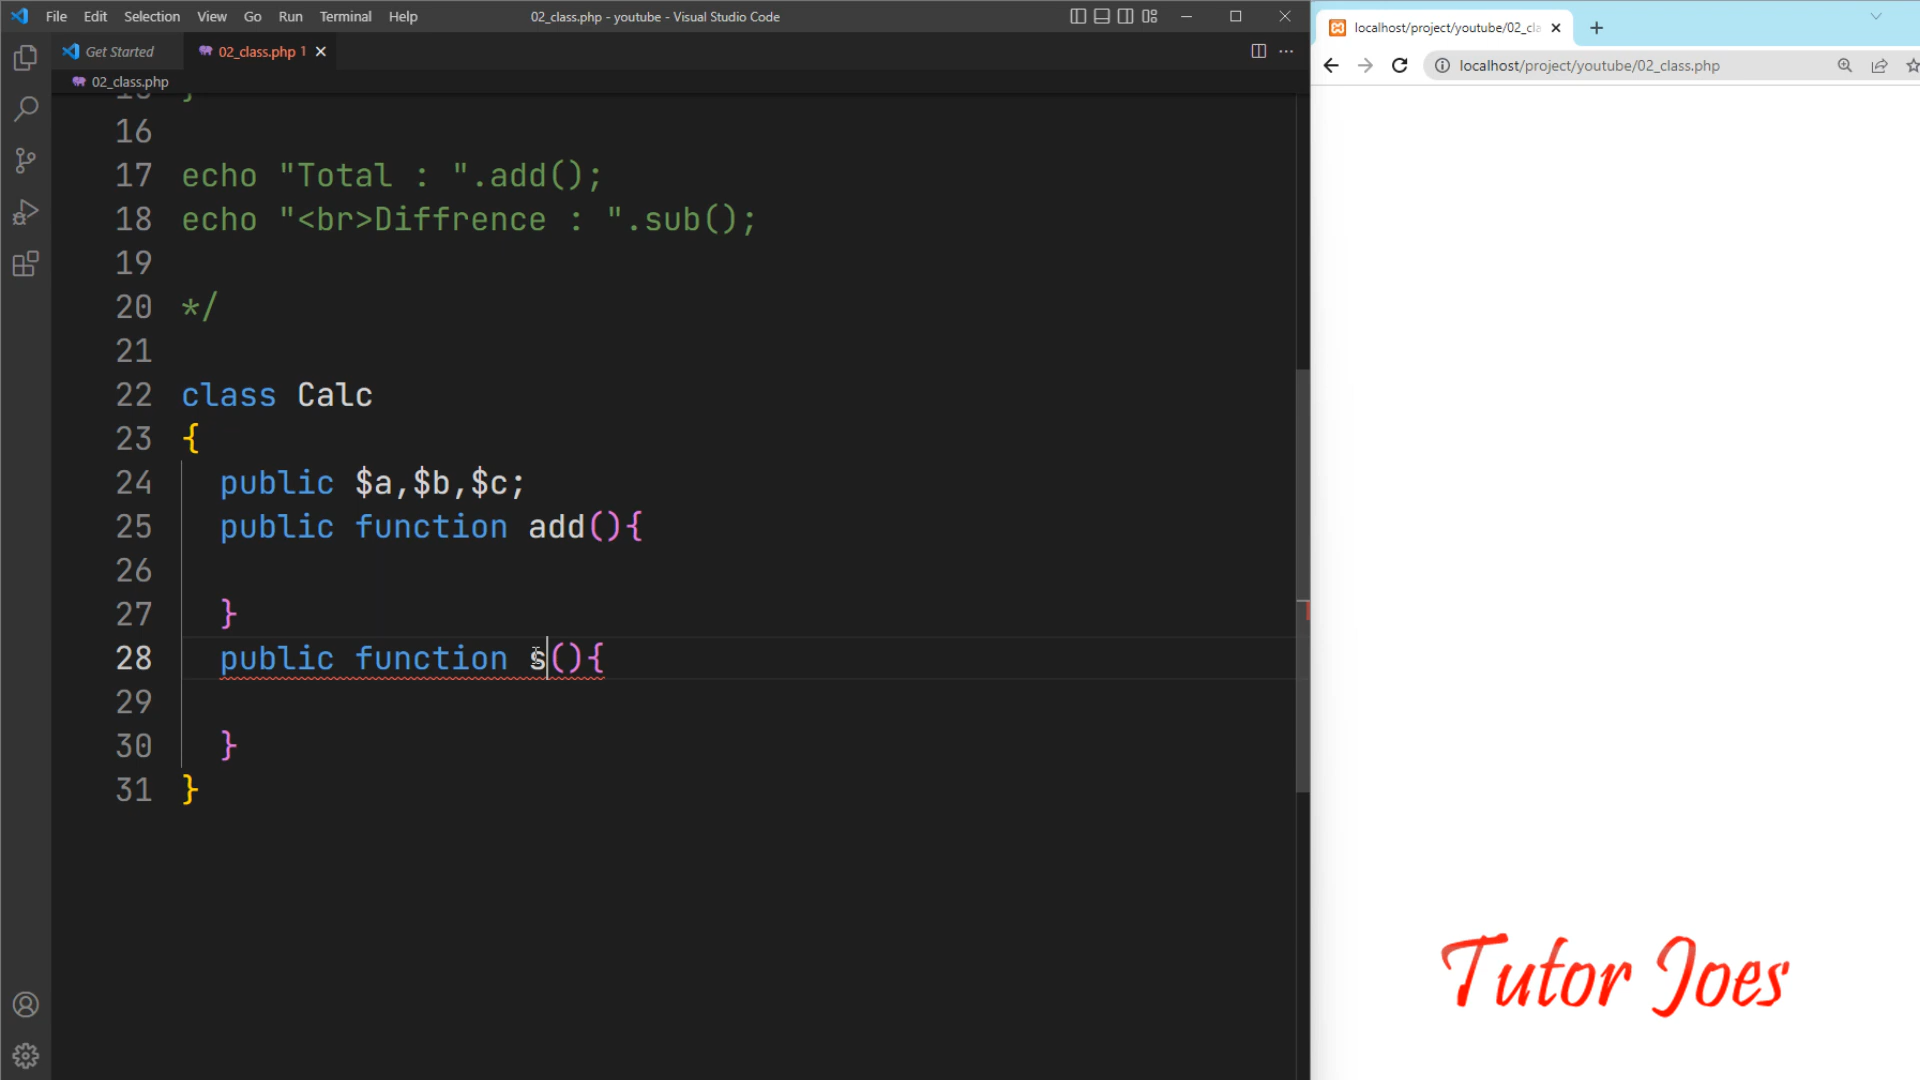 File Edit Selection View Go Run Terminal Help
02_class.php - youtube - Visual Studio Code
Get Started
02_class.php 1
02_class.php
16
17 echo "Total : ".add();
18 echo "<br>Diffrence : ".sub();
19
20 */
21
22 class Calc
23 {
24 public $a,$b,$c;
25 public function add(){
26
27 }
28 public function s(){
29
30 }
31 }
localhost/project/youtube/02_cl
localhost/project/youtube/02_class.php
Tutor Joes